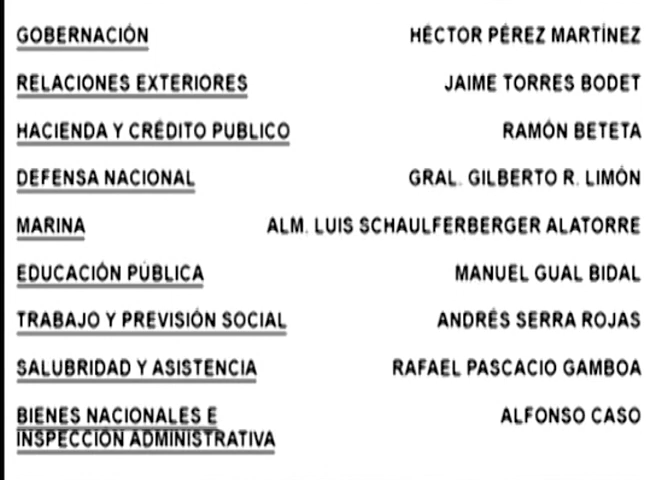 GOBERNACIÓN HÉCTOR PÉREZ MARTÍNEZ
RELACIONES EXTERIORES JAIME TORRES BODET
HACIENDA Y CRÉDITO PUBLICO RAMÓN BETETA
DEFENSA NACIONAL GRAL. GILBERTO R. LIMÓN
MARINA ALM. LUIS SCHAULFERBERGER ALATORRE
EDUCACIÓN PÚBLICA MANUEL GUAL BIDAL
TRABAJO Y PREVISIÓN SOCIAL ANDRÉS SERRA ROJAS
SALUBRIDAD Y ASISTENCIA RAFAEL PASCACIO GAMBOA
BIENES NACIONALES E ALFONSO CASO
INSPECCIÓN ADMINISTRATIVA